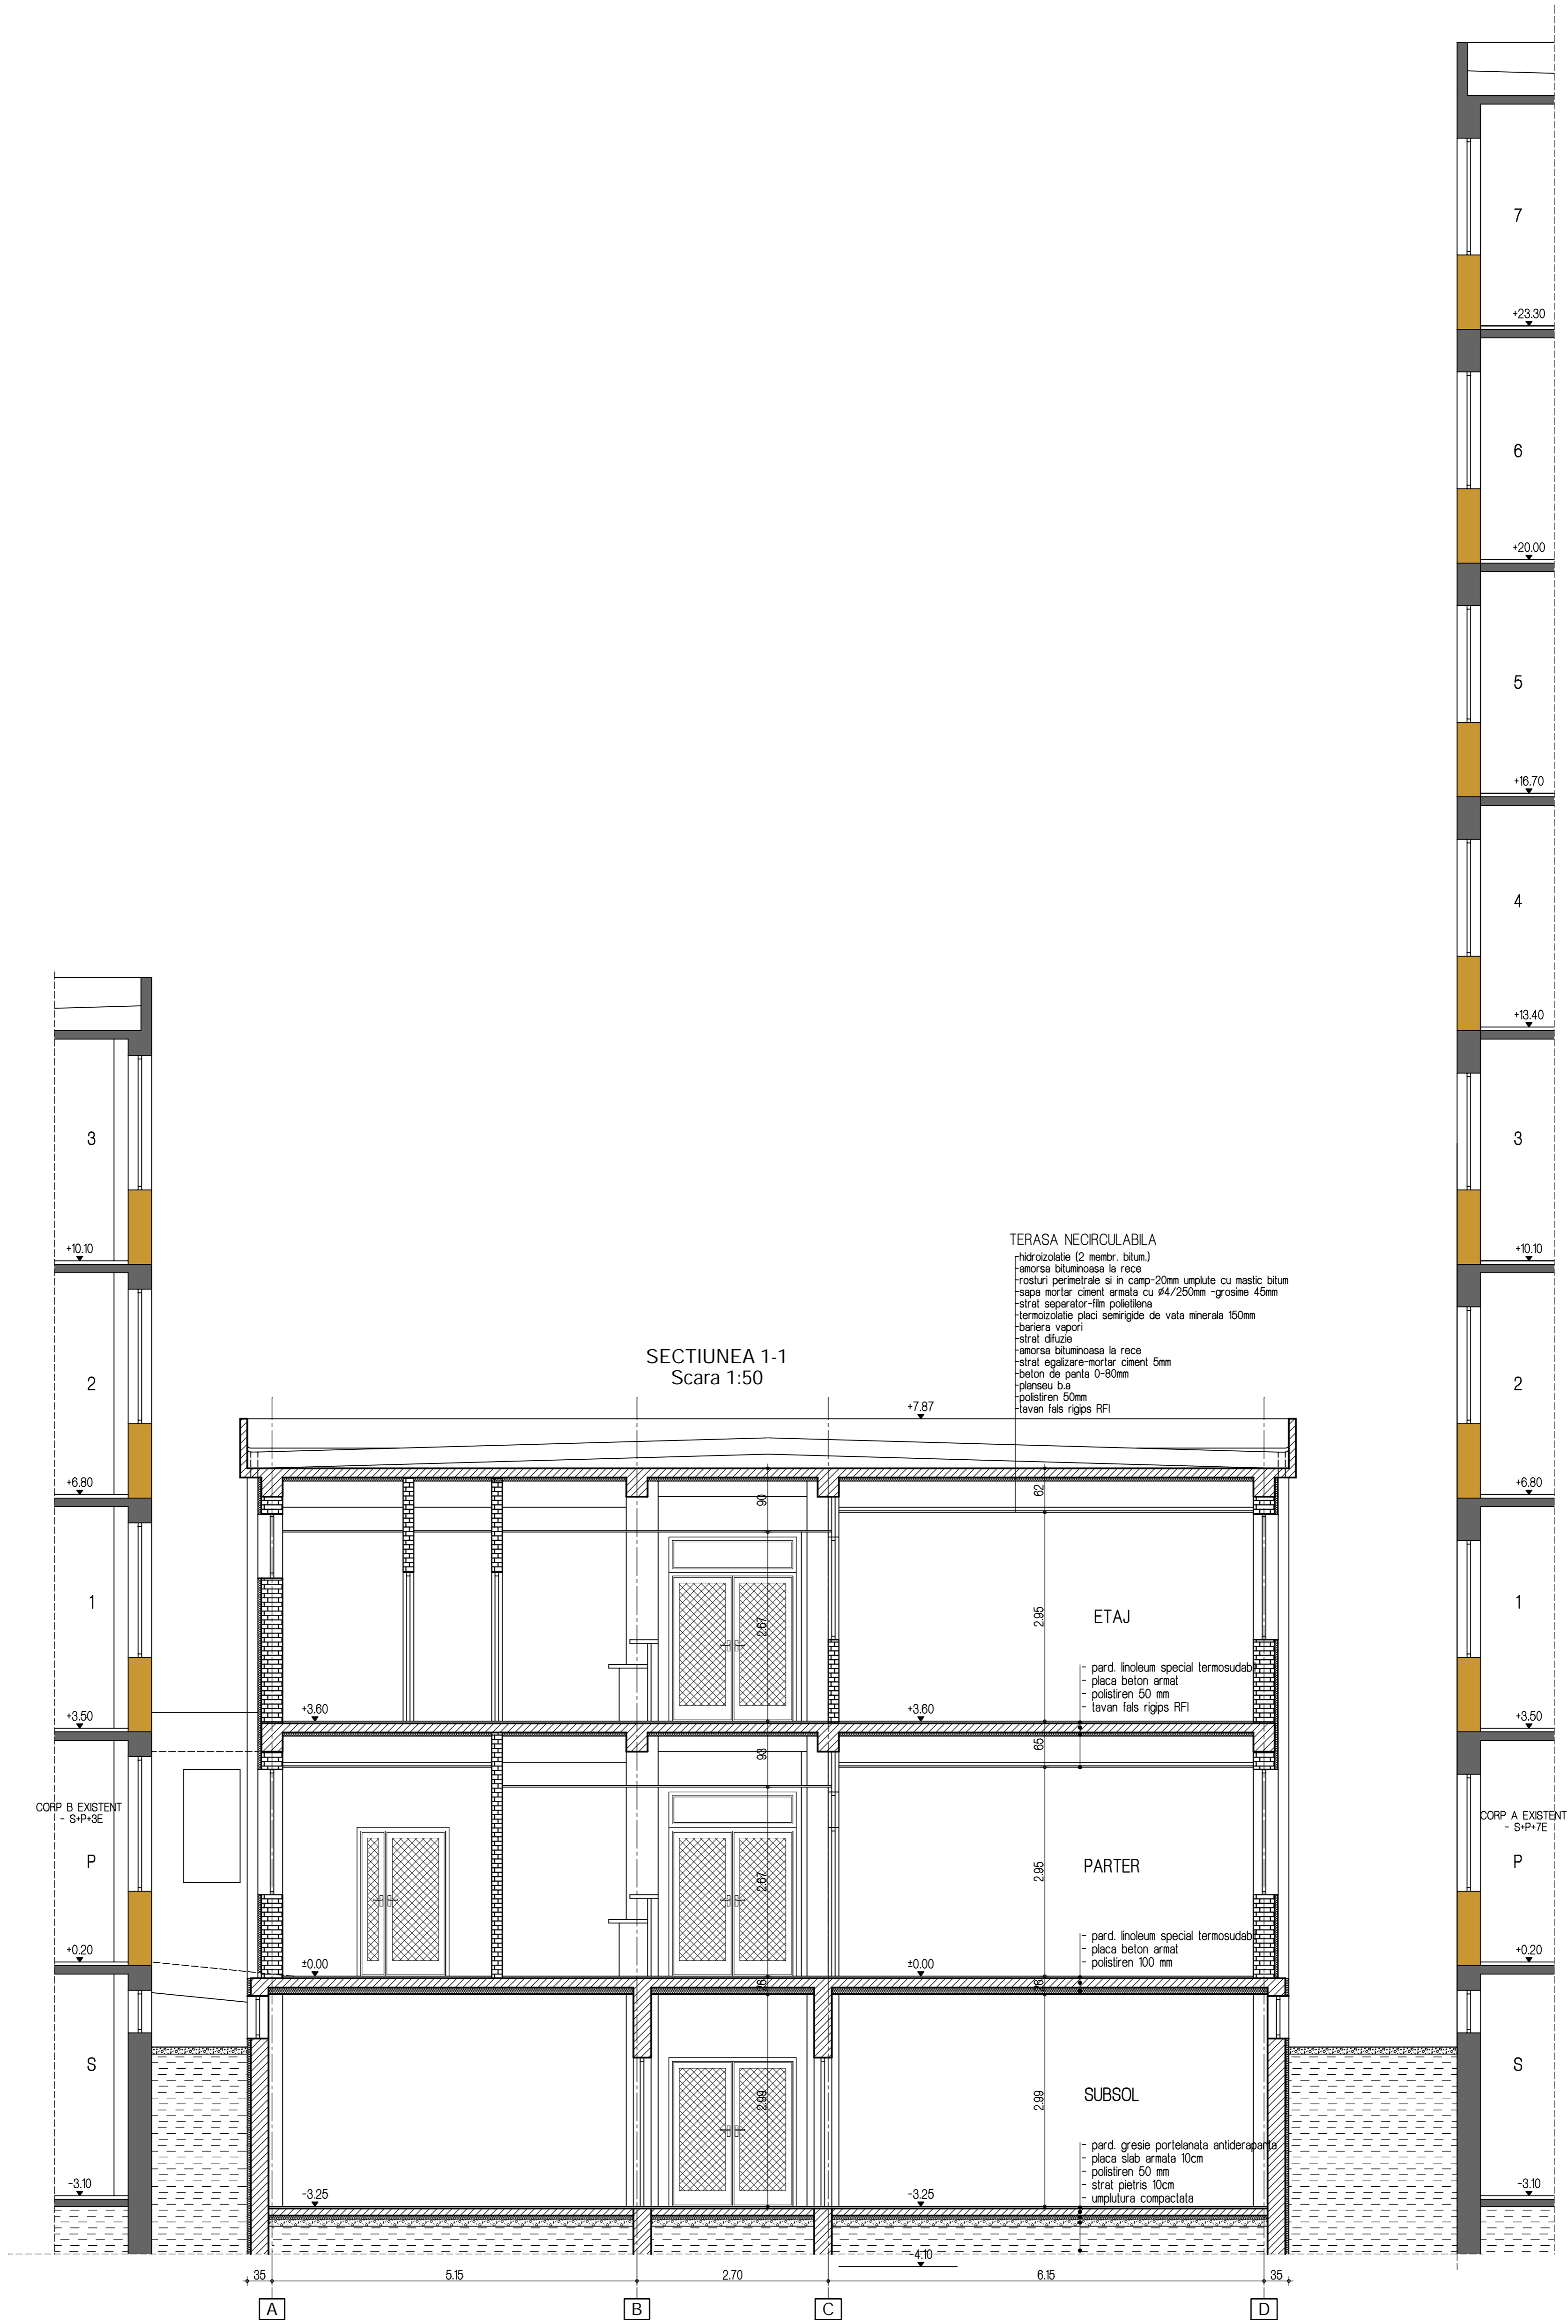 7
+23.30
6
+20.00
5
+16.70
4
+13.40
3
+10.10
3
+10.10
2
+6.80
2
+6.80
1
+3.50
1
+3.50
CORP B EXISTENT
- S+P+3E
P
+0.20
CORP A EXISTENT
- S+P+7E
P
+0.20
S
-3.10
S
-3.10
TERASA NECIRCULABILA
hidroizolatie (2 membr. bitum.)
amorsa bituminoasa la rece
rosturi perimetrale si in camp-20mm umplute cu mastic bitum
sapa mortar ciment armata cu Ø4/250mm -grosime 45mm
strat separator-film polietilena
termoizolatie placi semirigide de vata minerala 150mm
bariera vapori
strat difuzie
amorsa bituminoasa la rece
strat egalizare-mortar ciment 5mm
beton de panta 0-80mm
planseu b.a
polistiren 50mm
tavan fals rigips RFI
SECTIUNEA 1-1
Scara 1:50
+7.87
90
62
2.67
2.95
ETAJ
- pard. linoleum special termosudabil
- placa beton armat
- polistiren 50 mm
- tavan fals rigips RFI
+3.60
+3.60
93
65
2.67
2.95
PARTER
- pard. linoleum special termosudabil
- placa beton armat
- polistiren 100 mm
±0.00
±0.00
26
26
2.99
2.99
SUBSOL
- pard. gresie portelanata antiderapanta
- placa slab armata 10cm
- polistiren 50 mm
- strat pietris 10cm
- umplutura compactata
-3.25
-3.25
-4.10
35
5.15
2.70
6.15
35
A
B
C
D